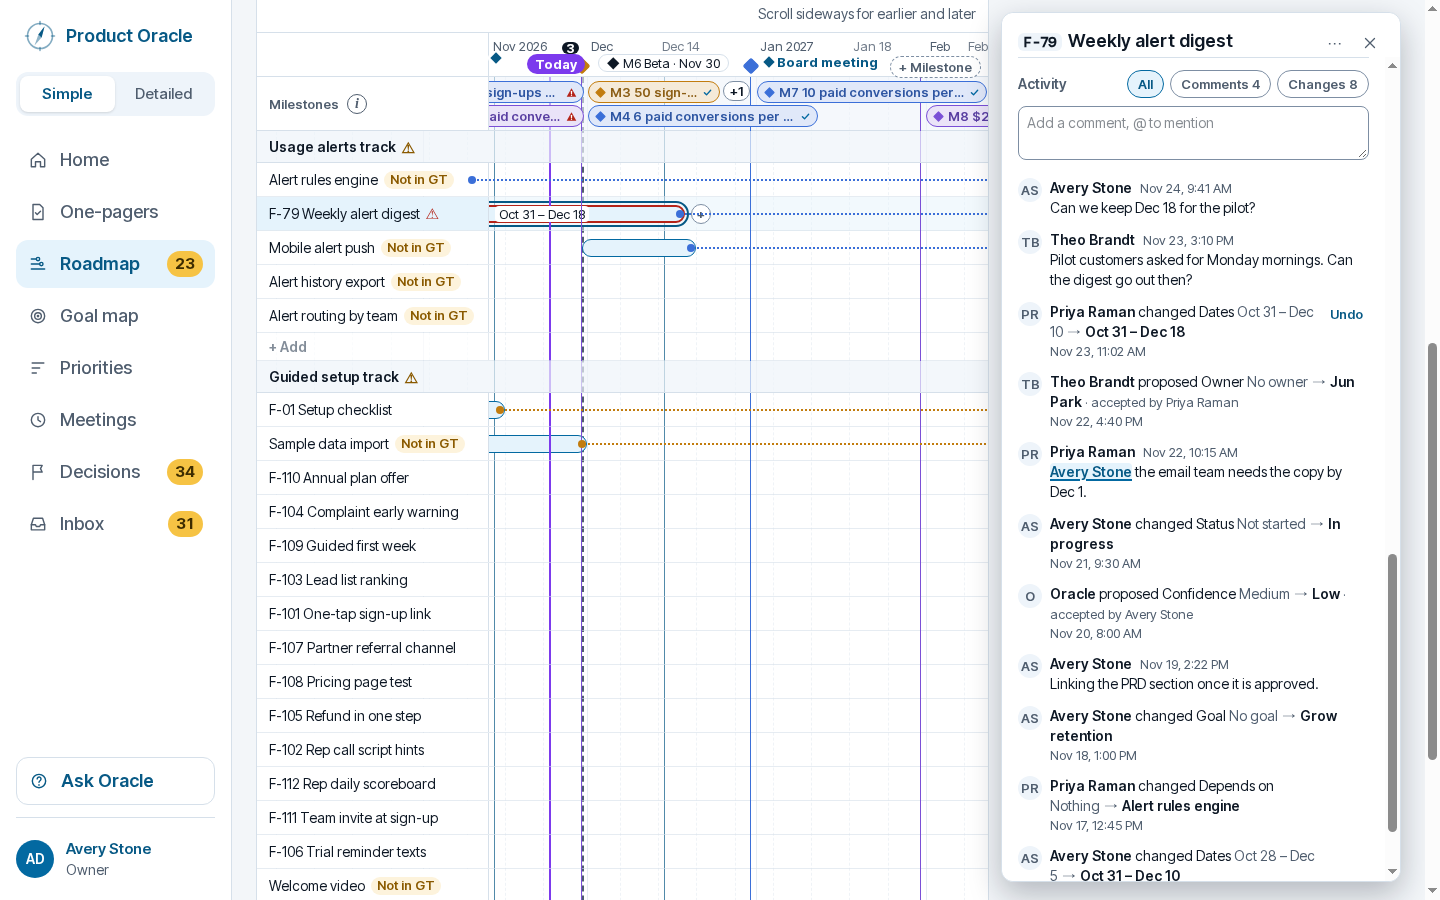 Product Oracle
Simple
Detailed
Home
One-pagers
Roadmap
23
Goal map
Priorities
Meetings
Decisions
34
Inbox
31
Ask Oracle
AD
Avery Stone
Owner
Scroll sideways for earlier and later
Nov 2026
3
Dec
Dec 14
Jan 2027
Jan 18
Feb
Feb
Today
M6 Beta · Nov 30
Board meeting
+ Milestone
Milestones
i
sign-ups ...
M3 50 sign-...
+1
M7 10 paid conversions per...
aid conve...
M4 6 paid conversions per ...
M8 $2
Usage alerts track
Alert rules engine
Not in GT
F-79 Weekly alert digest
Oct 31 – Dec 18
+
Mobile alert push
Not in GT
Alert history export
Not in GT
Alert routing by team
Not in GT
+ Add
Guided setup track
F-01 Setup checklist
Sample data import
Not in GT
F-110 Annual plan offer
F-104 Complaint early warning
F-109 Guided first week
F-103 Lead list ranking
F-101 One-tap sign-up link
F-107 Partner referral channel
F-108 Pricing page test
F-105 Refund in one step
F-102 Rep call script hints
F-112 Rep daily scoreboard
F-111 Team invite at sign-up
F-106 Trial reminder texts
Welcome video
Not in GT
F-79 Weekly alert digest
Activity
All
Comments 4
Changes 8
Add a comment, @ to mention
AS
Avery Stone Nov 24, 9:41 AM
Can we keep Dec 18 for the pilot?
TB
Theo Brandt Nov 23, 3:10 PM
Pilot customers asked for Monday mornings. Can
the digest go out then?
PR
Priya Raman changed Dates Oct 31 – Dec
10 → Oct 31 – Dec 18
Undo
Nov 23, 11:02 AM
TB
Theo Brandt proposed Owner No owner → Jun
Park · accepted by Priya Raman
Nov 22, 4:40 PM
PR
Priya Raman Nov 22, 10:15 AM
Avery Stone the email team needs the copy by
Dec 1.
AS
Avery Stone changed Status Not started → In
progress
Nov 21, 9:30 AM
O
Oracle proposed Confidence Medium → Low ·
accepted by Avery Stone
Nov 20, 8:00 AM
AS
Avery Stone Nov 19, 2:22 PM
Linking the PRD section once it is approved.
AS
Avery Stone changed Goal No goal → Grow
retention
Nov 18, 1:00 PM
PR
Priya Raman changed Depends on
Nothing → Alert rules engine
Nov 17, 12:45 PM
AS
Avery Stone changed Dates Oct 28 – Dec
5 → Oct 31 – Dec 10